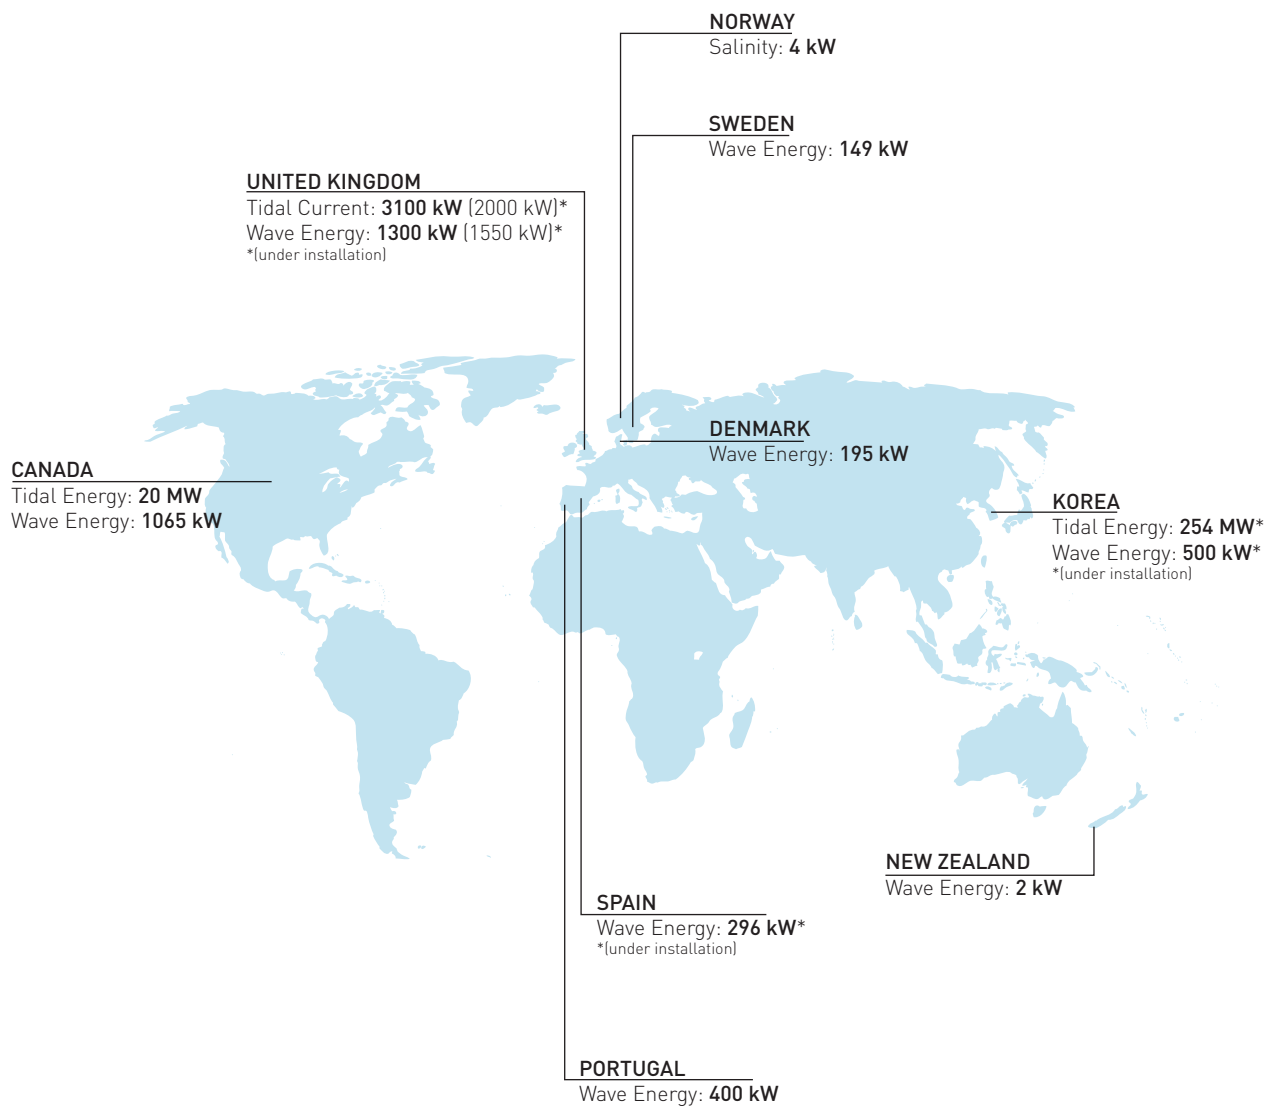 NORWAY
Salinity: 4 kW
SWEDEN
Wave Energy: 149 kW
UNITED KINGDOM
Tidal Current: 3100 kW (2000 kW)*
Wave Energy: 1300 kW (1550 kW)*
*(under installation)
DENMARK
Wave Energy: 195 kW
CANADA
Tidal Energy: 20 MW
Wave Energy: 1065 kW
KOREA
Tidal Energy: 254 MW*
Wave Energy: 500 kW*
*(under installation)
NEW ZEALAND
Wave Energy: 2 kW
SPAIN
Wave Energy: 296 kW*
*(under installation)
PORTUGAL
Wave Energy: 400 kW